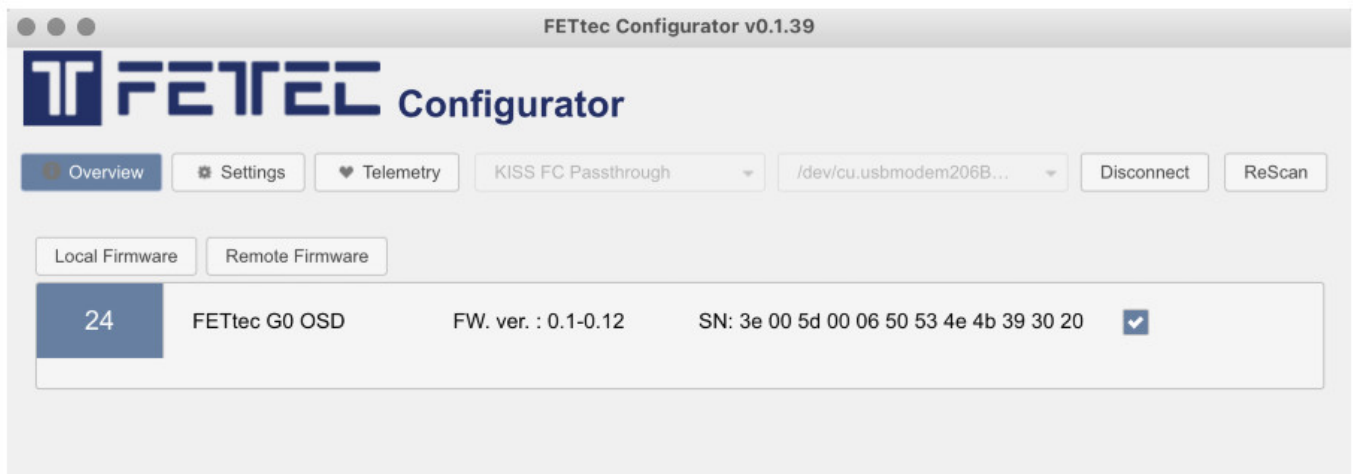 FETtec Configurator v0.1.39
FETTEC Configurator
Overview Settings Telemetry KISS FC Passthrough /dev/cu.usbmodem206B... Disconnect ReScan
Local Firmware Remote Firmware
24 FETtec G0 OSD FW. ver. : 0.1-0.12 SN: 3e 00 5d 00 06 50 53 4e 4b 39 30 20